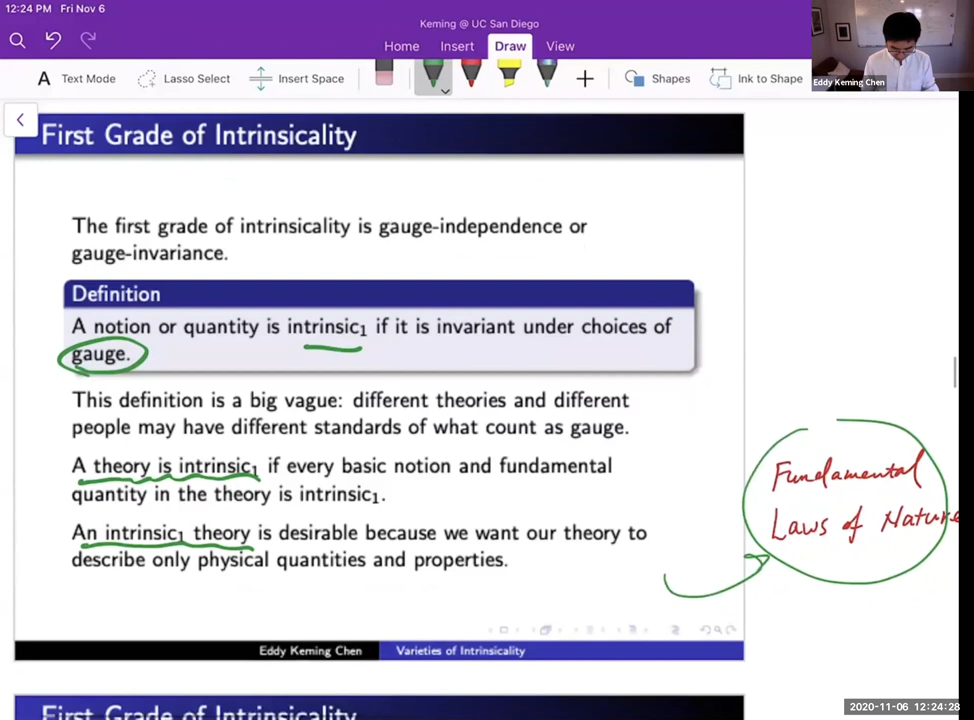 12:24 PM Fri Nov 6
Keming @ UC San Diego
Home Insert Draw View
Text Mode Lasso Select Insert Space Shapes Ink to Shape
Eddy Keming Chen
First Grade of Intrinsicality
The first grade of intrinsicality is gauge-independence or
gauge-invariance.
Definition
A notion or quantity is intrinsic₁ if it is invariant under choices of
gauge.
This definition is a big vague: different theories and different
people may have different standards of what count as gauge.
A theory is intrinsic₁ if every basic notion and fundamental
quantity in the theory is intrinsic₁.
An intrinsic₁ theory is desirable because we want our theory to
describe only physical quantities and properties.
Fundamental
Laws of Nature
Eddy Keming Chen Varieties of Intrinsicality
First Grade of Intrinsicality
2020-11-06 12:24:28